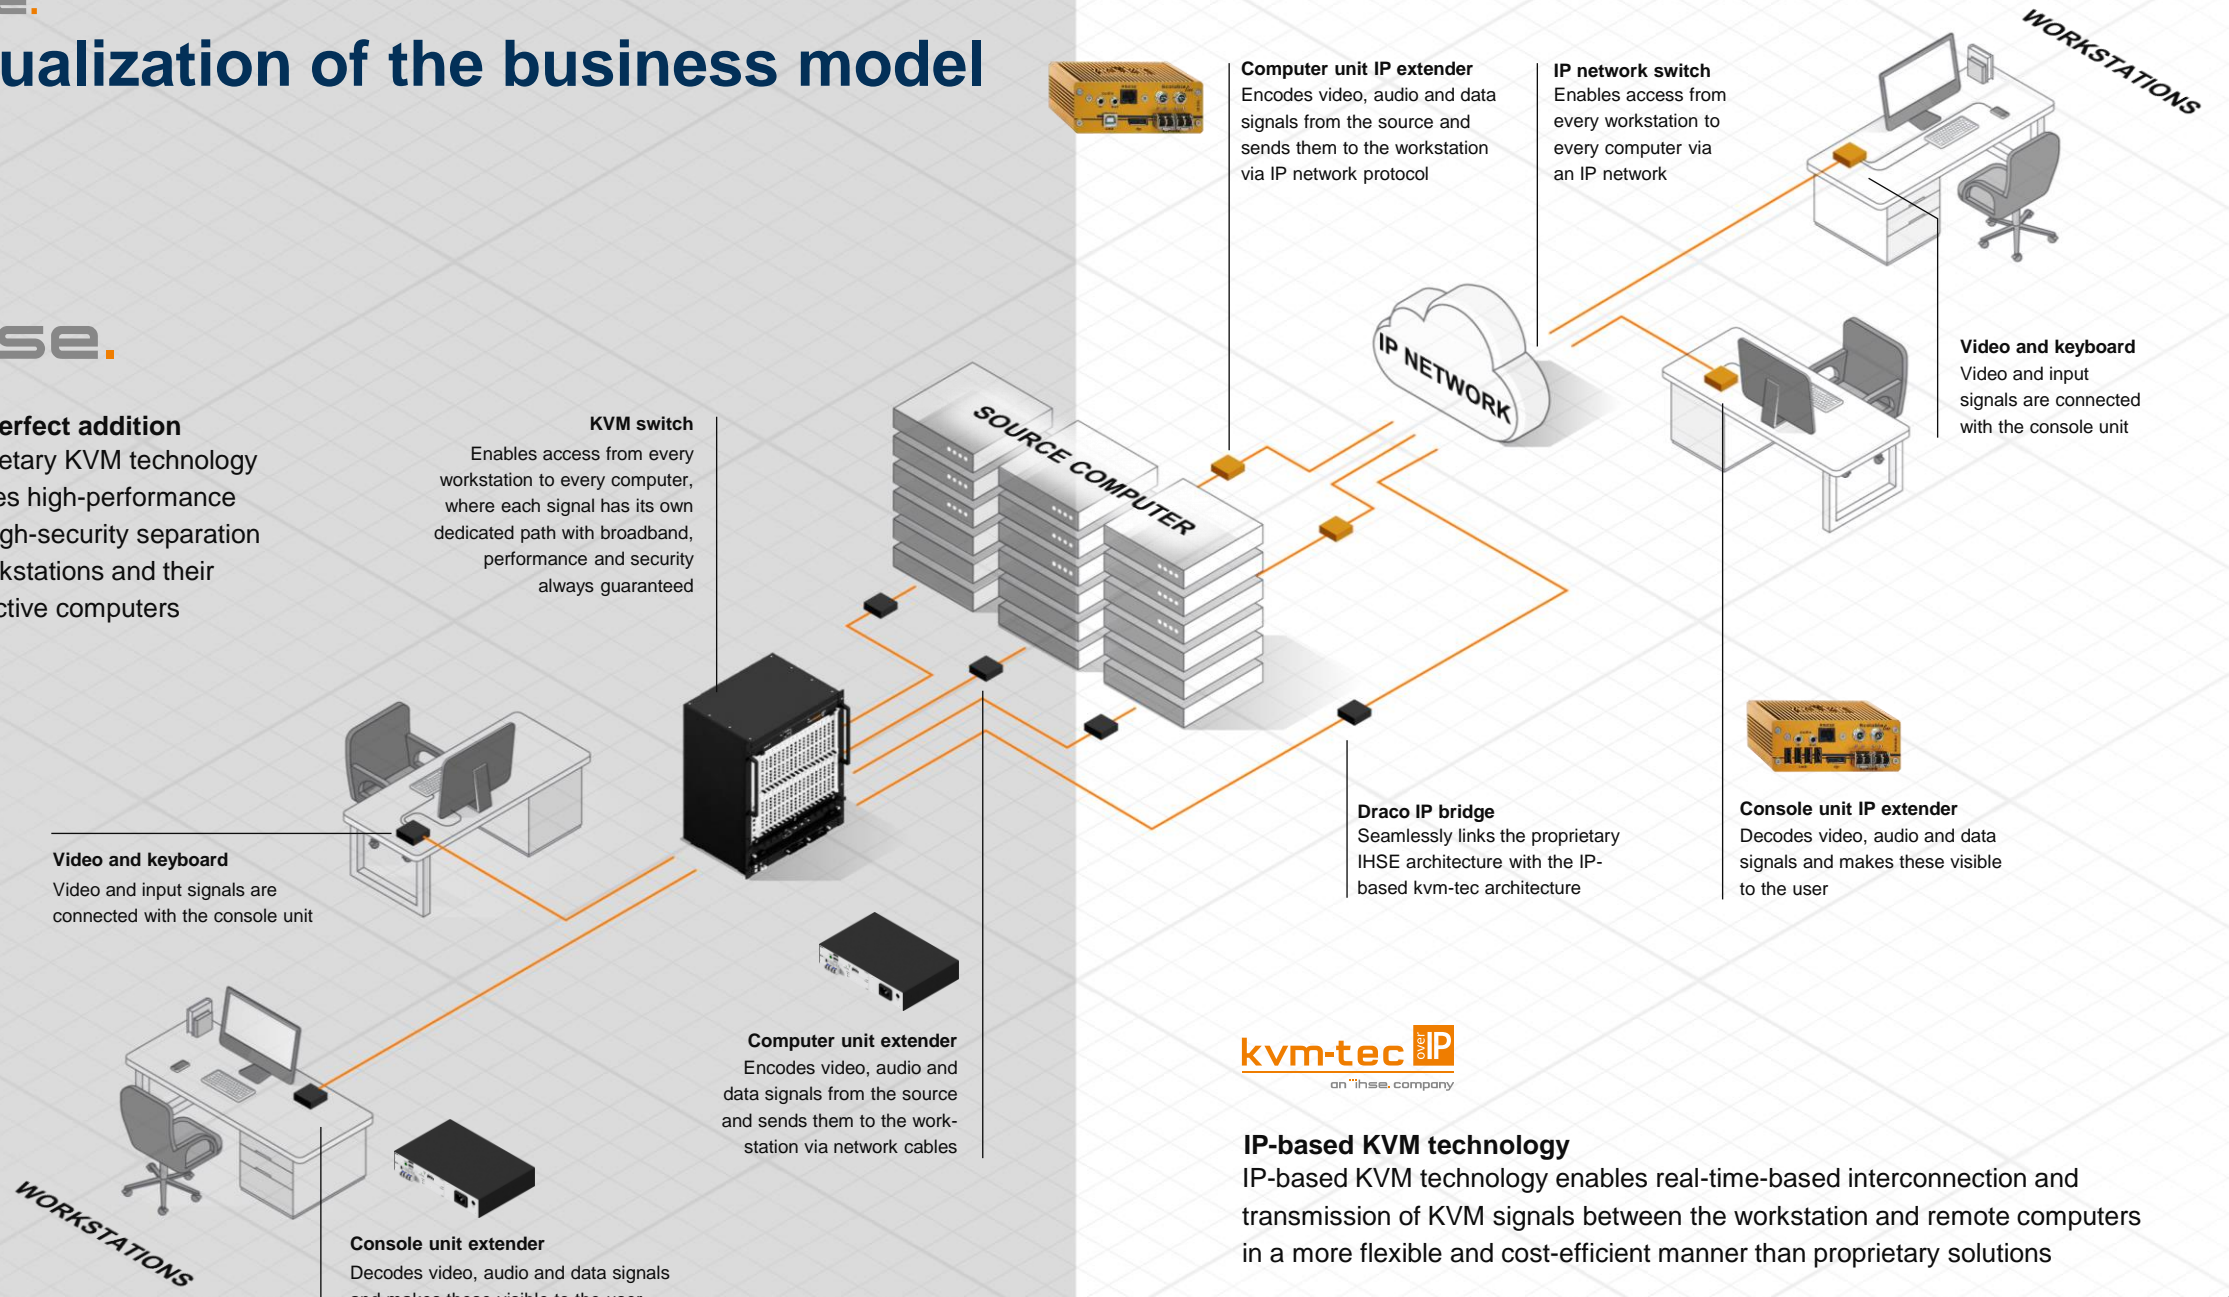 ualization of the business model
se.
erfect addition
etary KVM technology
es high-performance
gh-security separation
kstations and their
ctive computers
KVM switch
Enables access from every
workstation to every computer,
where each signal has its own
dedicated path with broadband,
performance and security
always guaranteed
Video and keyboard
Video and input signals are
connected with the console unit
Computer unit extender
Encodes video, audio and
data signals from the source
and sends them to the work-
station via network cables
WORKSTATIONS
Console unit extender
Decodes video, audio and data signals
and makes these visible to the user
Computer unit IP extender
Encodes video, audio and data
signals from the source and
sends them to the workstation
via IP network protocol
IP network switch
Enables access from
every workstation to
every computer via
an IP network
WORKSTATIONS
IP NETWORK
SOURCE COMPUTER
Video and keyboard
Video and input
signals are connected
with the console unit
Draco IP bridge
Seamlessly links the proprietary
IHSE architecture with the IP-
based kvm-tec architecture
Console unit IP extender
Decodes video, audio and data
signals and makes these visible
to the user
kvm-tec over IP
an ihse. company
IP-based KVM technology
IP-based KVM technology enables real-time-based interconnection and
transmission of KVM signals between the workstation and remote computers
in a more flexible and cost-efficient manner than proprietary solutions